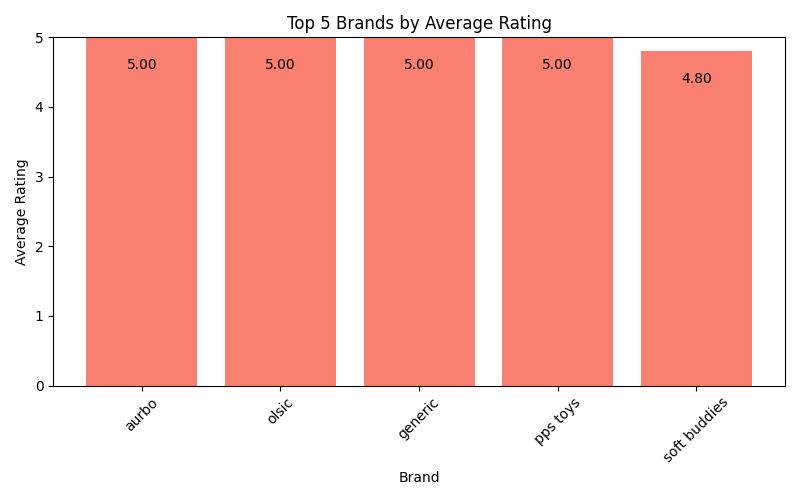 Top 5 Brands by Average Rating
5
4
3
2
1
0
Average Rating
5.00
5.00
5.00
5.00
4.80
aurbo
olsic
generic
pps toys
soft buddies
Brand